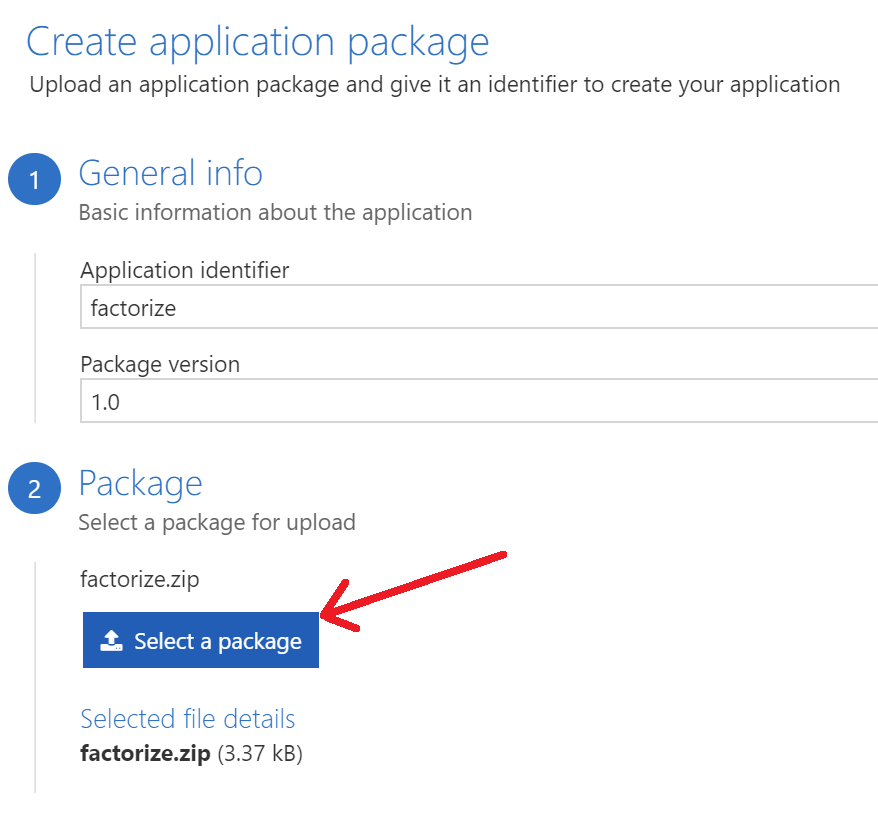 Create application package
Upload an application package and give it an identifier to create your application
1
General info
Basic information about the application
Application identifier
factorize
Package version
1.0
2
Package
Select a package for upload
factorize.zip
Select a package
Selected file details
factorize.zip (3.37 kB)